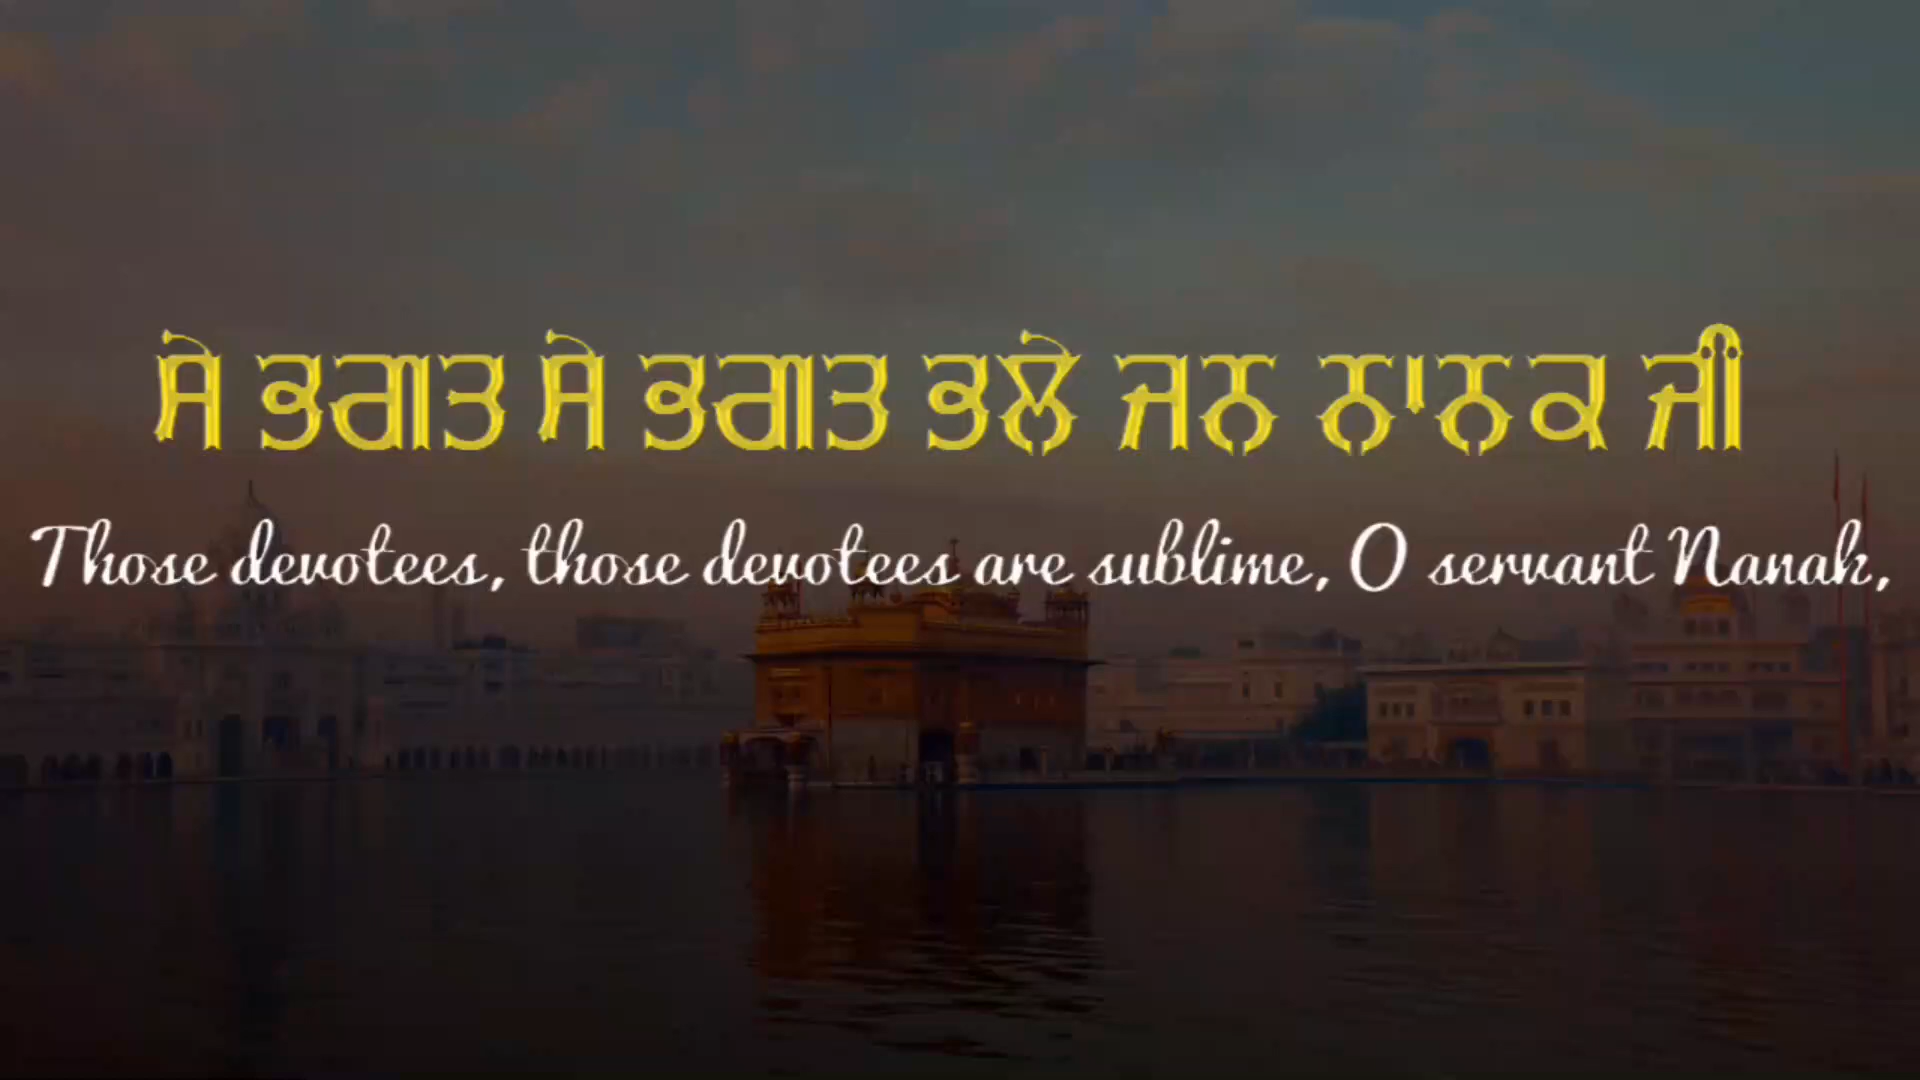 ਸੇ ਭਗਤ ਸੇ ਭਗਤ ਭਲੇ ਜਨ ਨਾਨਕ ਜੀ
Those devotees, those devotees are sublime, O servant Nanak,